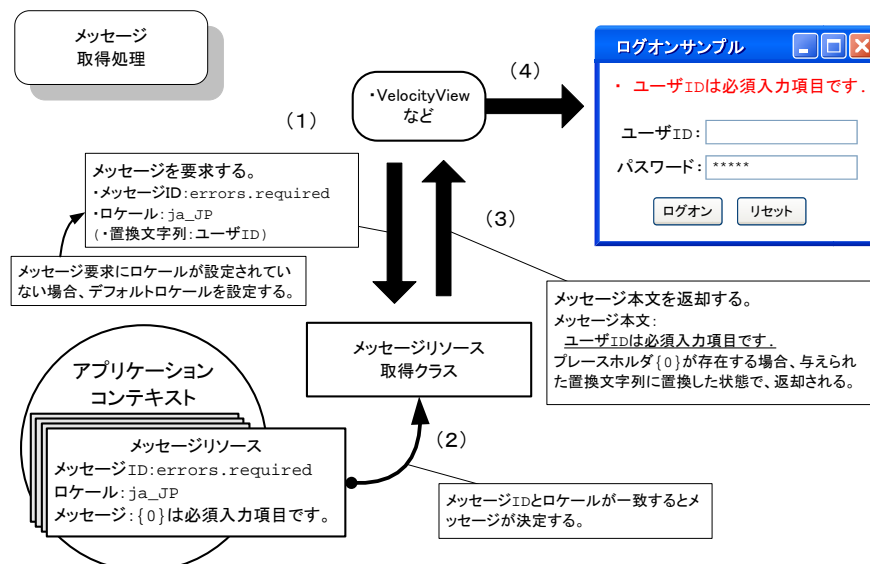 メッセージ
取得処理
(1)
・VelocityView
など
(4)
ログオンサンプル
・ ユーザIDは必須入力項目です.
ユーザID:
パスワード: *****
ログオン
リセット
メッセージを要求する。
・メッセージID:errors.required
・ロケール:ja_JP
(・置換文字列:ユーザID)
(3)
メッセージ要求にロケールが設定されてい
ない場合、デフォルトロケールを設定する。
メッセージ本文を返却する。
メッセージ本文:
ユーザIDは必須入力項目です.
プレースホルダ{0}が存在する場合、与えられ
た置換文字列に置換した状態で、返却される。
メッセージリソース
取得クラス
アプリケーション
コンテキスト
(2)
メッセージリソース
メッセージID:errors.required
ロケール:ja_JP
メッセージ:{0}は必須入力項目です。
メッセージIDとロケールが一致するとメ
ッセージが決定する。